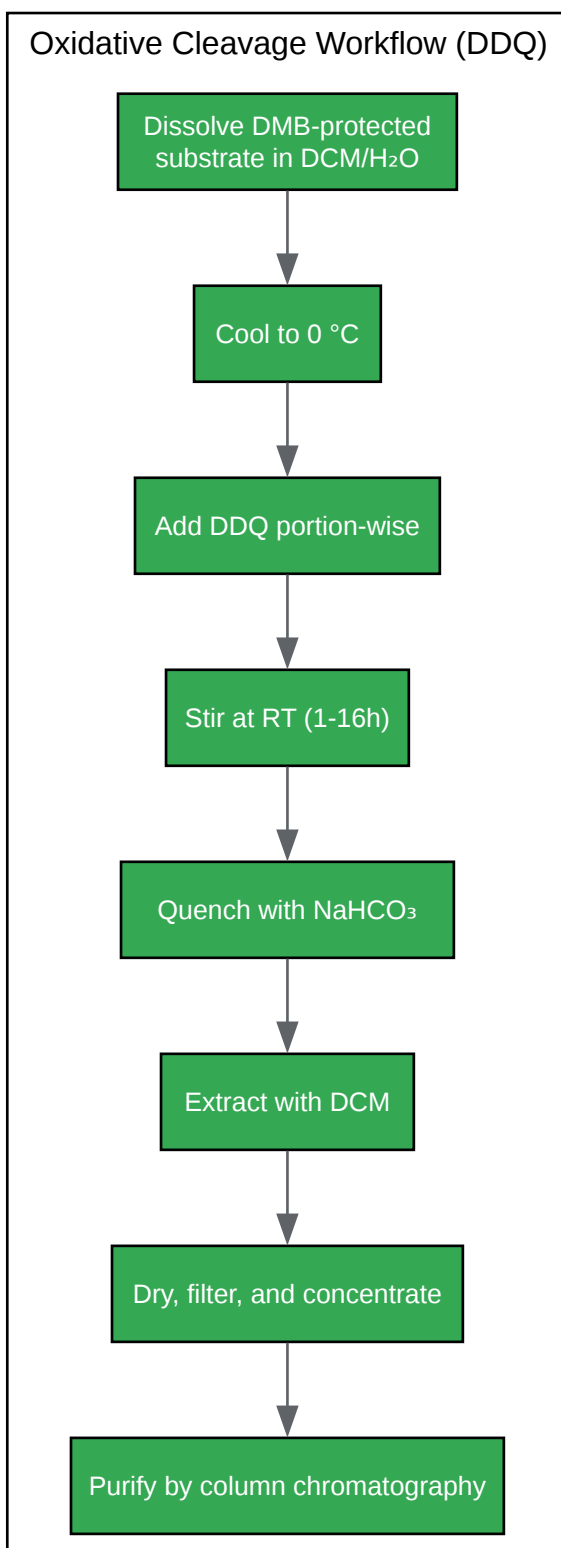 Oxidative Cleavage Workflow (DDQ)
Dissolve DMB-protected
substrate in DCM/H₂O
Cool to 0 °C
Add DDQ portion-wise
Stir at RT (1-16h)
Quench with NaHCO₃
Extract with DCM
Dry, filter, and concentrate
Purify by column chromatography